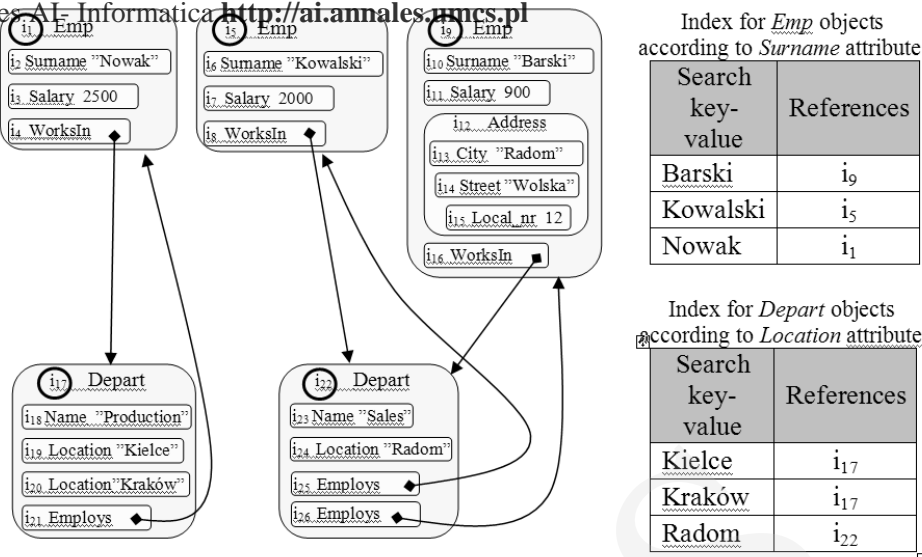 es AI- Informatica http://ai.annales.umcs.pl
i1 Emp
i2 Surname ”Nowak”
i3 Salary 2500
i4 WorksIn
i5 Emp
i6 Surname ”Kowalski”
i7 Salary 2000
i8 WorksIn
i9 Emp
i10 Surname ”Barski”
i11 Salary 900
i12 Address
i13 City ”Radom”
i14 Street ”Wolska”
i15 Local_nr 12
i16 WorksIn
i17 Depart
i18 Name ”Production”
i19 Location ”Kielce”
i20 Location”Kraków”
i21 Employs
i22 Depart
i23 Name ”Sales”
i24 Location ”Radom”
i25 Employs
i26 Employs
Index for Emp objects
according to Surname attribute
Search
key-
value
References
Barski i9
Kowalski i5
Nowak i1
Index for Depart objects
according to Location attribute
Search
key-
value
References
Kielce i17
Kraków i17
Radom i22